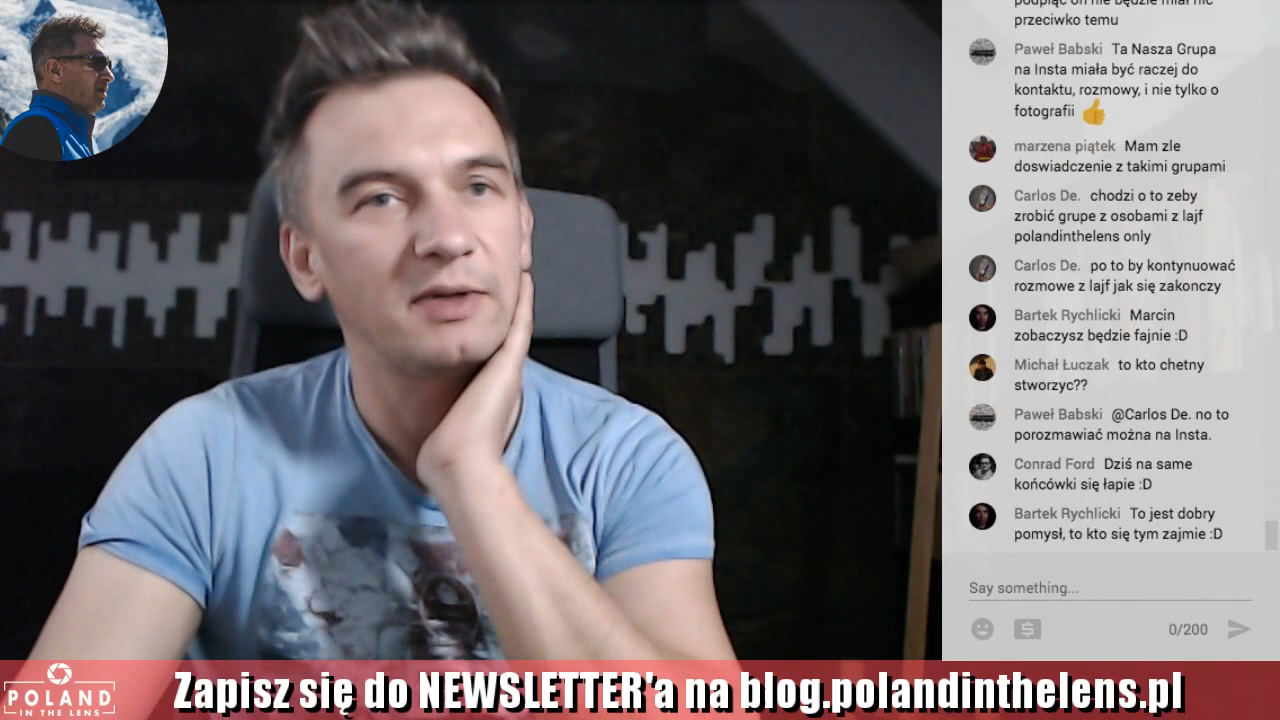 podpiąć on nie będzie miał nic
przeciwko temu
Paweł Babski Ta Nasza Grupa
na Insta miała być raczej do
kontaktu, rozmowy, i nie tylko o
fotografii
marzena piątek Mam zle
doswiadczenie z takimi grupami
Carlos De. chodzi o to zeby
zrobić grupe z osobami z lajf
polandinthelens only
Carlos De. po to by kontynuować
rozmowe z lajf jak się zakonczy
Bartek Rychlicki Marcin
zobaczysz będzie fajnie :D
Michał Łuczak to kto chetny
stworzyc??
Paweł Babski @Carlos De. no to
porozmawiać można na Insta.
Conrad Ford Dziś na same
końcówki się łapie :D
Bartek Rychlicki To jest dobry
pomysł, to kto się tym zajmie :D
Say something...
0/200
POLAND
IN THE LENS
Zapisz się do NEWSLETTER'a na blog.polandinthelens.pl